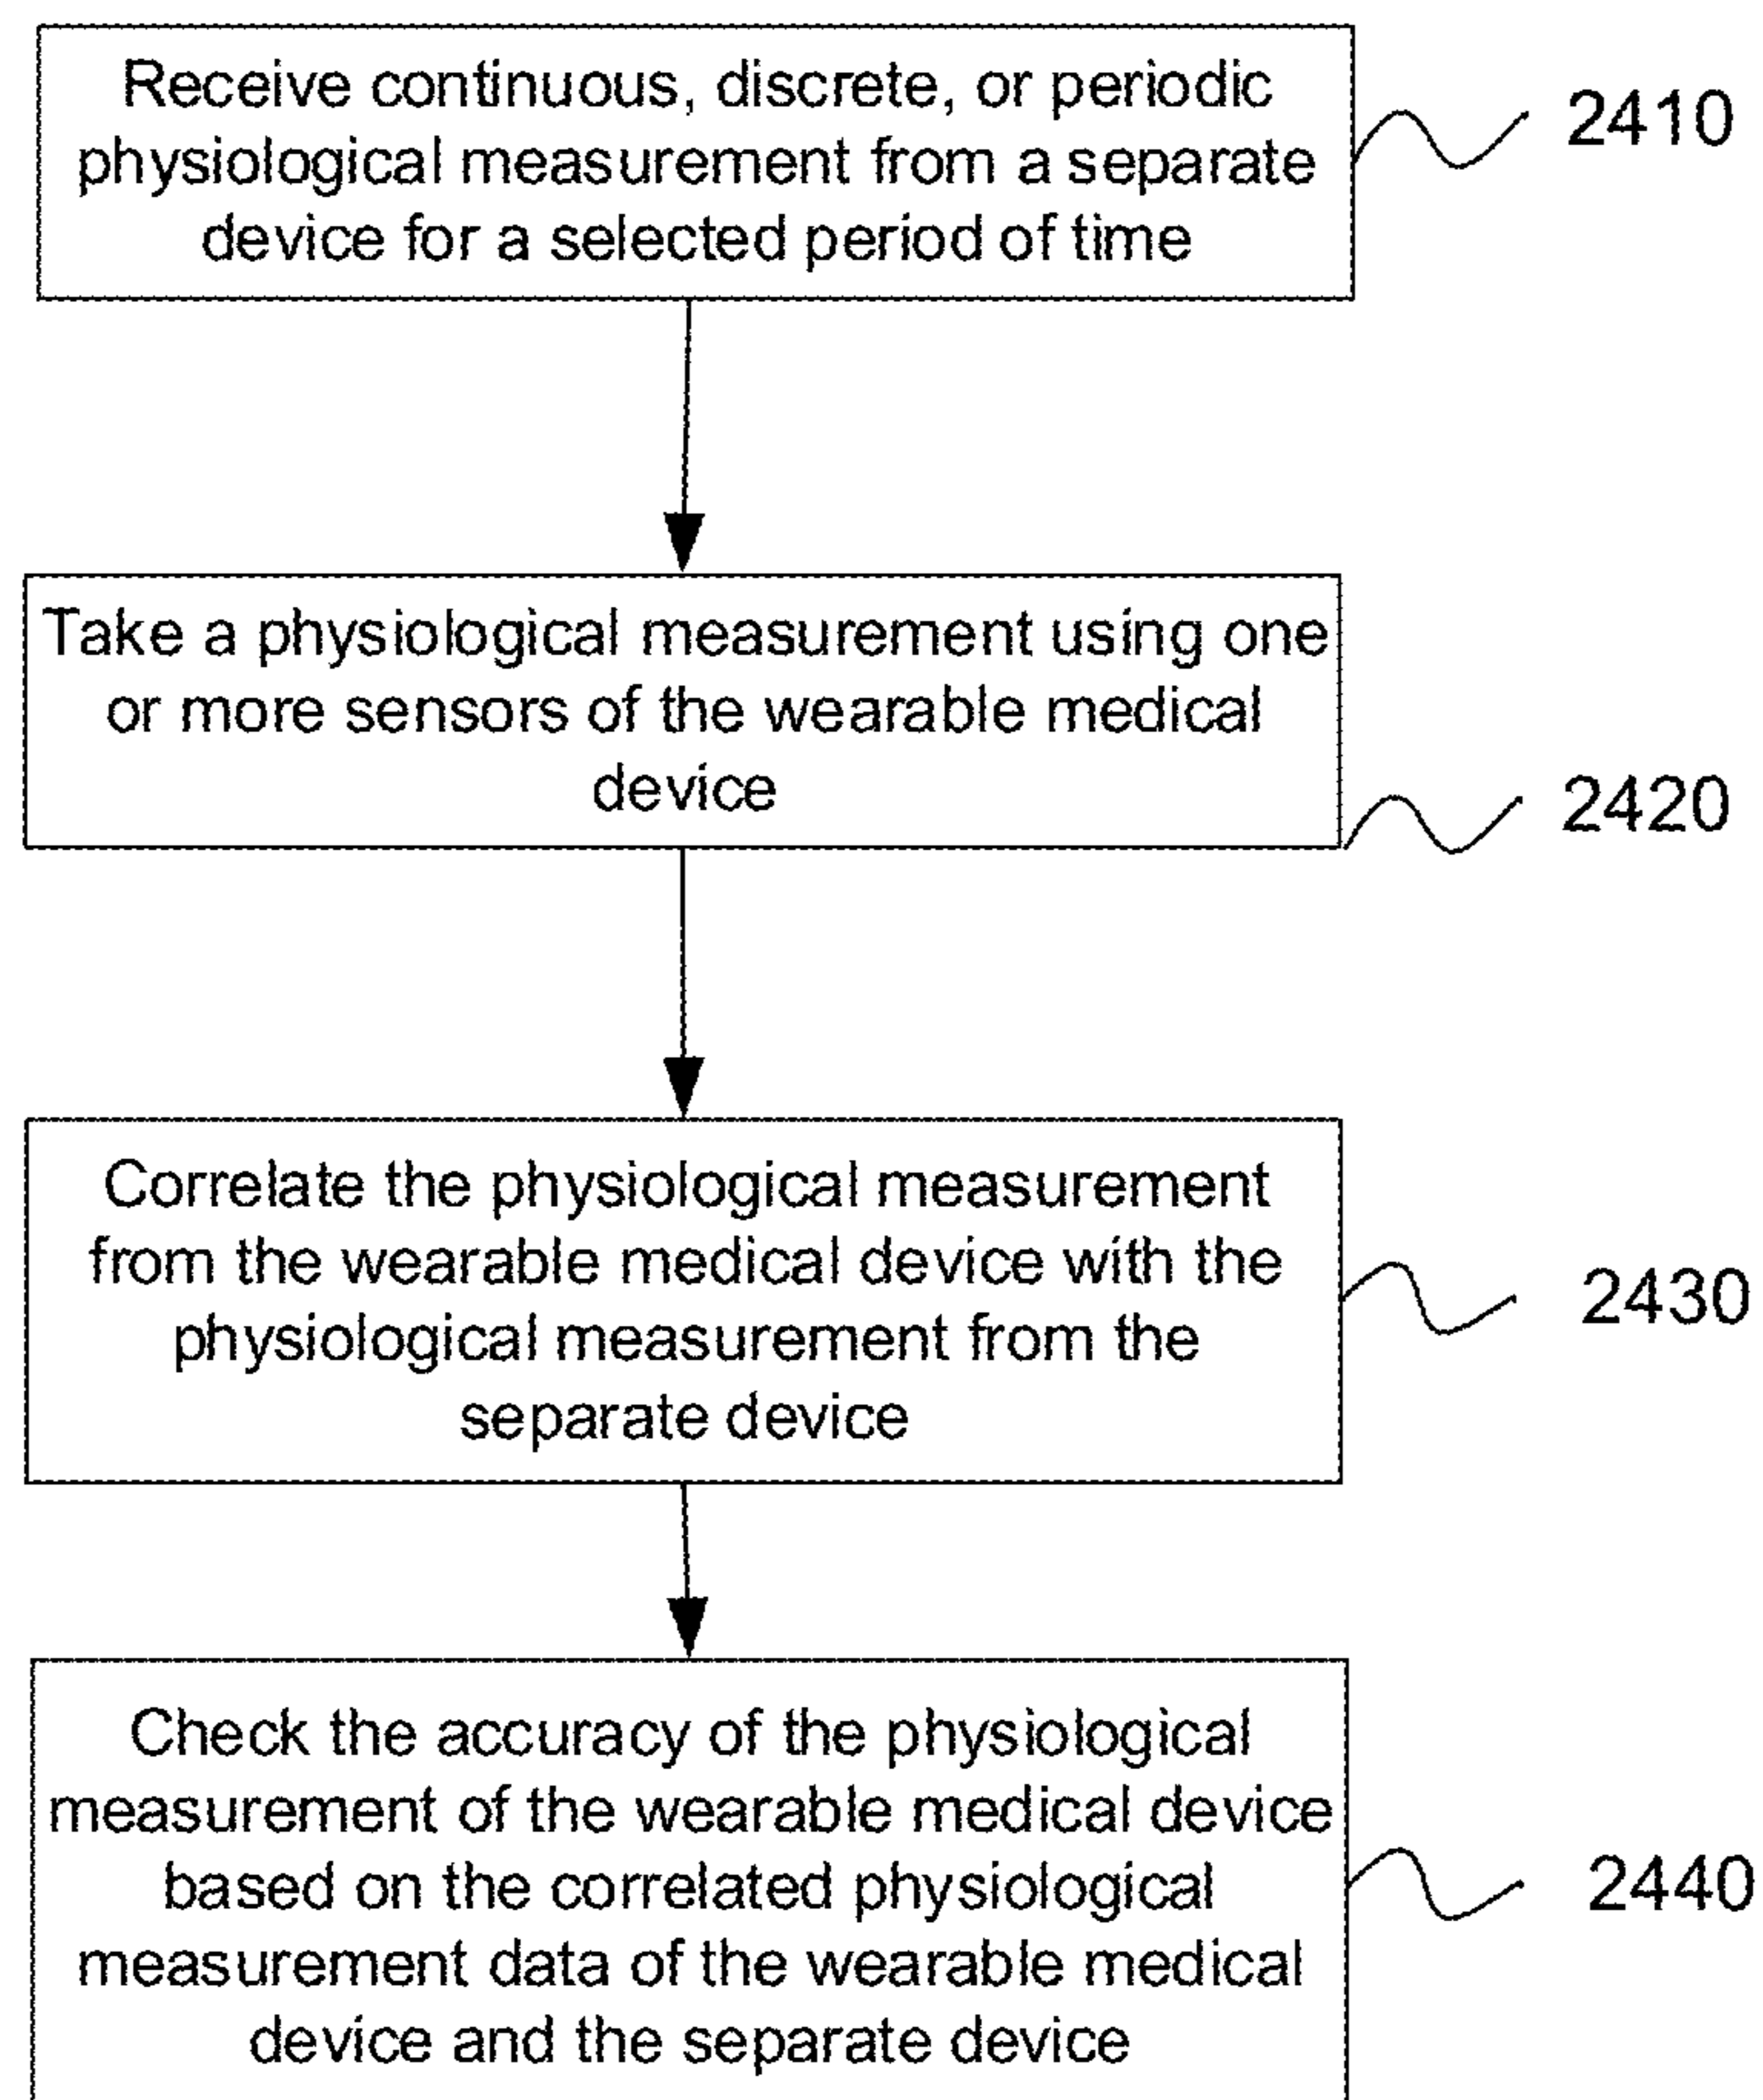 Receive continuous, discrete, or periodic
physiological measurement from a separate
device for a selected period of time
2410
Take a physiological measurement using one
or more sensors of the wearable medical
device
2420
Correlate the physiological measurement
from the wearable medical device with the
physiological measurement from the
separate device
2430
Check the accuracy of the physiological
measurement of the wearable medical device
based on the correlated physiological
measurement data of the wearable medical
device and the separate device
2440